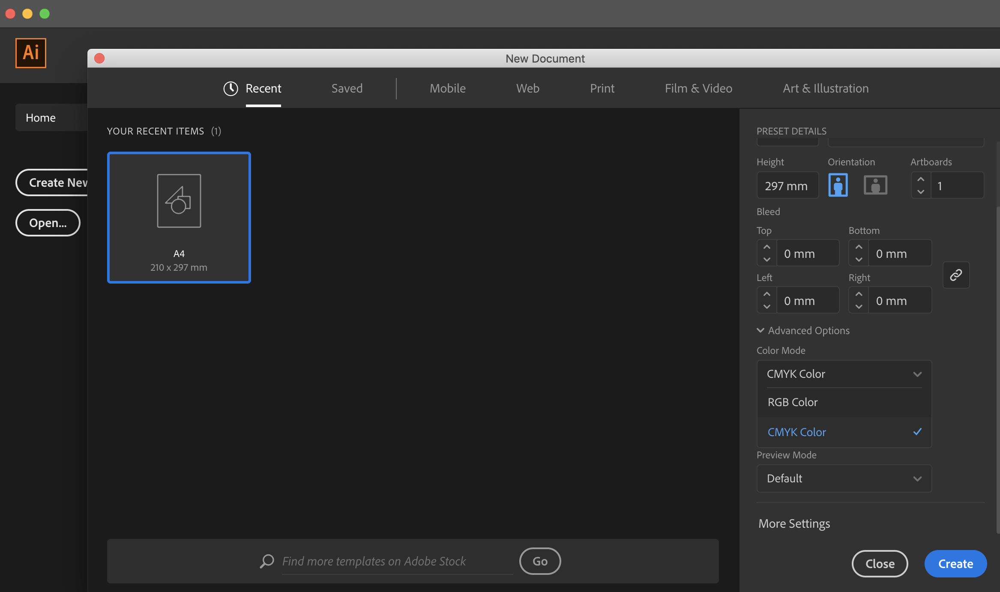 Ai
New Document
Recent
Saved
Mobile
Web
Print
Film & Video
Art & Illustration
Home
Create New
Open...
YOUR RECENT ITEMS (1)
A4
210 x 297 mm
PRESET DETAILS
Height
Orientation
Artboards
297 mm
1
Bleed
Top
Bottom
0 mm
0 mm
Left
Right
0 mm
0 mm
Advanced Options
Color Mode
CMYK Color
RGB Color
CMYK Color
Preview Mode
Default
More Settings
Find more templates on Adobe Stock
Go
Close
Create